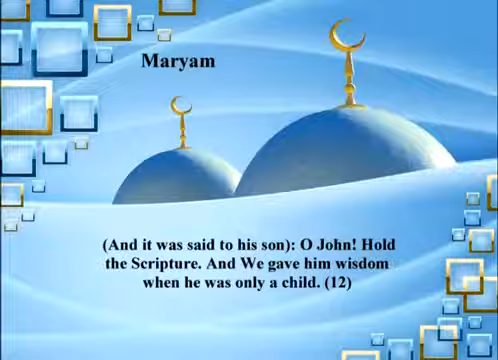 Maryam
(And it was said to his son): O John! Hold
the Scripture. And We gave him wisdom
when he was only a child. (12)